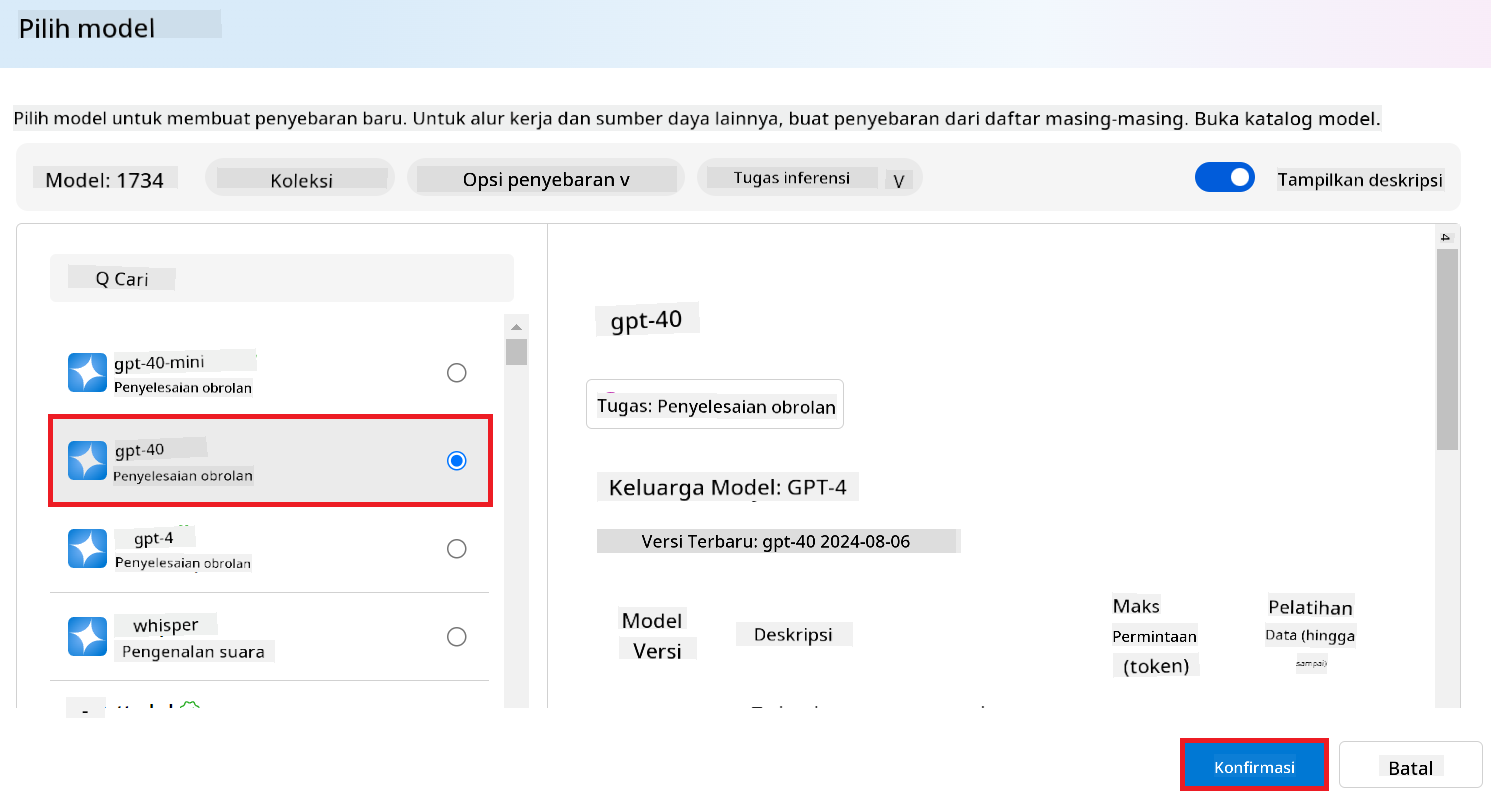 Pilih model
Pilih model untuk membuat penyebaran baru. Untuk alur kerja dan sumber daya lainnya, buat penyebaran dari daftar masing-masing. Buka katalog model.
Model: 1734
Koleksi
Opsi penyebaran v
Tugas inferensi V
Tampilkan deskripsi
Q Cari
gpt-40-mini
Penyelesaian obrolan
gpt-40
Penyelesaian obrolan
gpt-4
Penyelesaian obrolan
whisper
Pengenalan suara
4
gpt-40
Tugas: Penyelesaian obrolan
Keluarga Model: GPT-4
Versi Terbaru: gpt-40 2024-08-06
Model
Versi
Deskripsi
Maks
Permintaan
(token)
Pelatihan
Data (hingga
sampai)
Konfirmasi
Batal